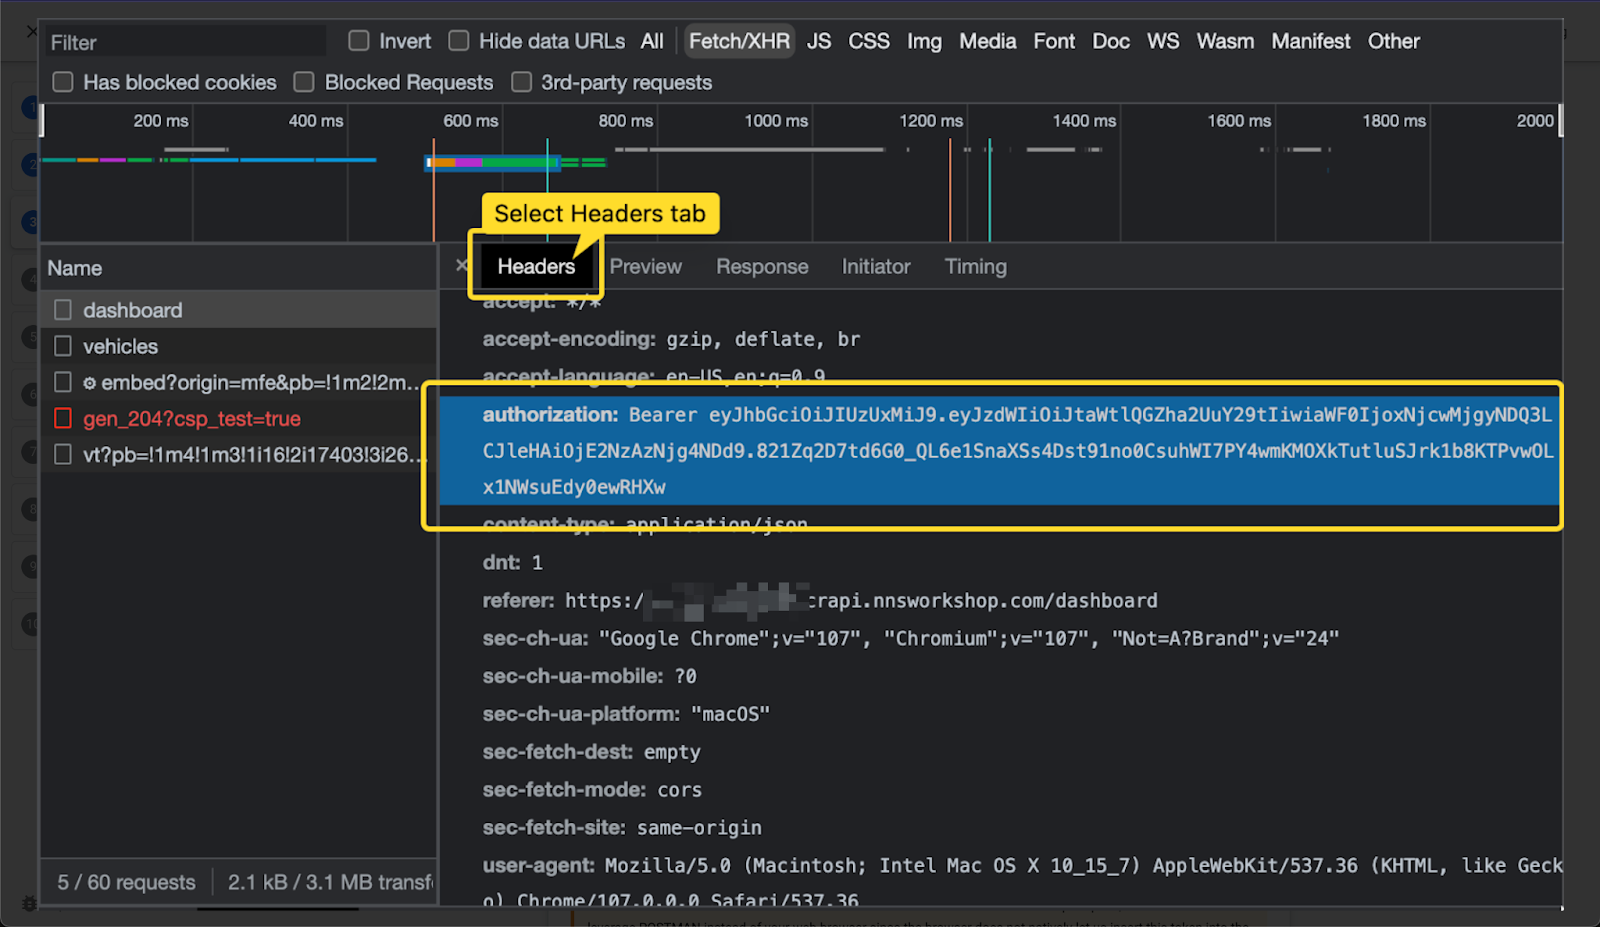 Filter
Invert
Hide data URLs
All
Fetch/XHR
JS
CSS
Img
Media
Font
Doc
WS
Wasm
Manifest
Other
Has blocked cookies
Blocked Requests
3rd-party requests
200 ms
400 ms
600 ms
800 ms
1000 ms
1200 ms
1400 ms
1600 ms
1800 ms
2000
Select Headers tab
Name
Headers
Preview
Response
Initiator
Timing
dashboard
vehicles
embed?origin=mfe&pb=!1m2!2m...
gen_204?csp_test=true
vt?pb=!1m4!1m3!1i16!2i17403!3i26...
accept: */*
accept-encoding: gzip, deflate, br
accept-language: en-US,en;q=0.9
authorization: Bearer eyJhbGciOiJIUzUxMiJ9.eyJzdWIiOiJtaWtlQGZha2UuY29tIiwiaWF0IjoxNjcwMjgyNDQ3L
CJleHAiOjE2NzAzNjg4NDd9.821Zq2D7td6G0_QL6e1SnaXSs4Dst91no0CsuhWI7PY4wmKMOXkTutluSJrk1b8KTPvwOL
x1NWsuEdy0ewRHXw
content-type: application/json
dnt: 1
referer: https:/ crapi.nnsworkshop.com/dashboard
sec-ch-ua: "Google Chrome";v="107", "Chromium";v="107", "Not=A?Brand";v="24"
sec-ch-ua-mobile: ?0
sec-ch-ua-platform: "macOS"
sec-fetch-dest: empty
sec-fetch-mode: cors
sec-fetch-site: same-origin
user-agent: Mozilla/5.0 (Macintosh; Intel Mac OS X 10_15_7) AppleWebKit/537.36 (KHTML, like Geck
o) Chrome/107.0.0.0 Safari/537.36
5 / 60 requests
2.1 kB / 3.1 MB transf